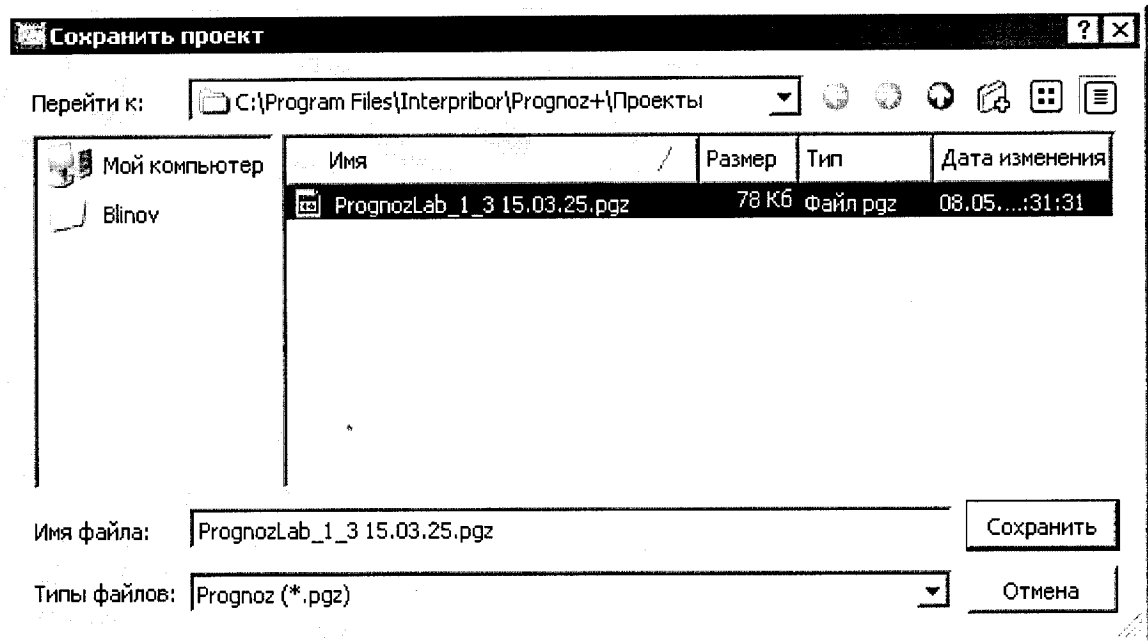 Сохранить проект ? X
Перейти к: C:\Program Files\Interpribor\Prognoz+\Проекты
Мой компьютер
Blinov
Имя Размер Тип Дата изменения
PrognozLab_1_3 15.03.25.pgz 78 Кб Файл pgz 08.05....:31:31
Имя файла: PrognozLab_1_3 15.03.25.pgz Сохранить
Типы файлов: Prognoz (*.pgz) Отмена